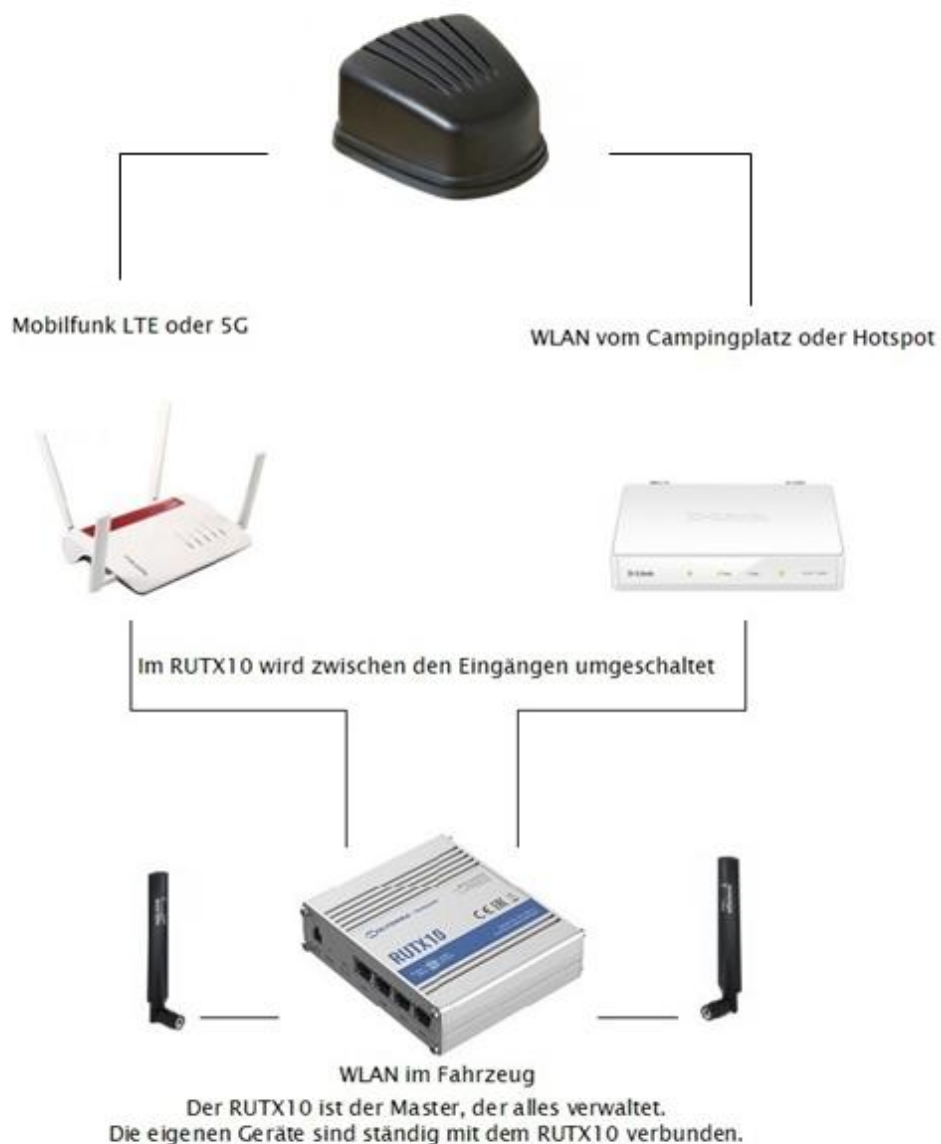 Mobilfunk LTE oder 5G
WLAN vom Campingplatz oder Hotspot
D-Link
Im RUTX10 wird zwischen den Eingängen umgeschaltet
RUTX10
WLAN im Fahrzeug
Der RUTX10 ist der Master, der alles verwaltet.
Die eigenen Geräte sind ständig mit dem RUTX10 verbunden.